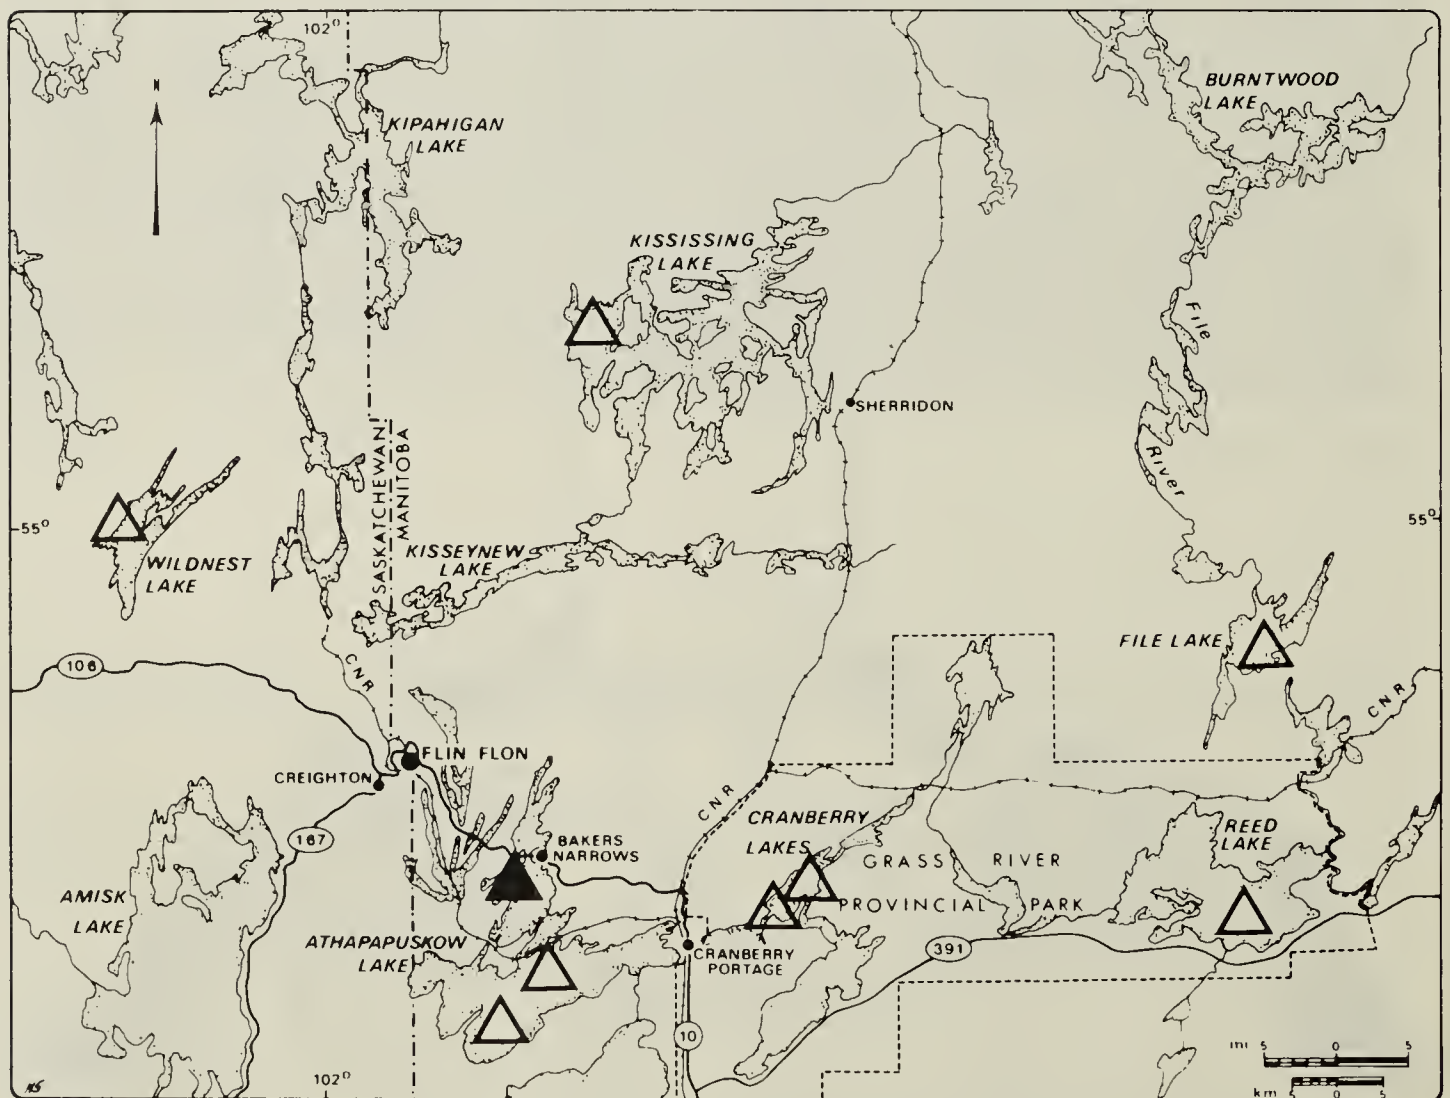 102°
N
BURNTWOOD
LAKE
KIPAHIGAN
LAKE
KISSISSING
LAKE
File
SHERRIDON
SASKATCHEWAN
MANITOBA
River
55°
55°
KISSEYNEW
LAKE
WILDNEST
LAKE
FILE LAKE
106
CNR
CNR
FLIN FLON
CREIGHTON
CNR
CRANBERRY
LAKES
167
BAKERS
NARROWS
REED
LAKE
GRASS RIVER
PROVINCIAL PARK
AMISK
LAKE
ATHAPAPUSKOW
LAKE
CRANBERRY
PORTAGE
391
10
mi 5 0 5
km 5 0 5
102°